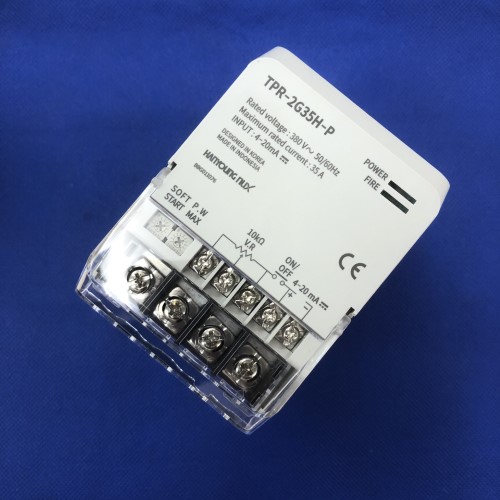 TPR-2G35H-P
Rated voltage : 380 V~ 50/60Hz
Maximum rated current : 35 A
INPUT : 4-20mA ⎓
DESIGNED IN KOREA
MADE IN INDONESIA
HANYOUNG NUX
POWER
FIRE
SOFT P.W
START MAX
10kΩ
V.R
ON/
OFF
4-20 mA ⎓
+ -
CE